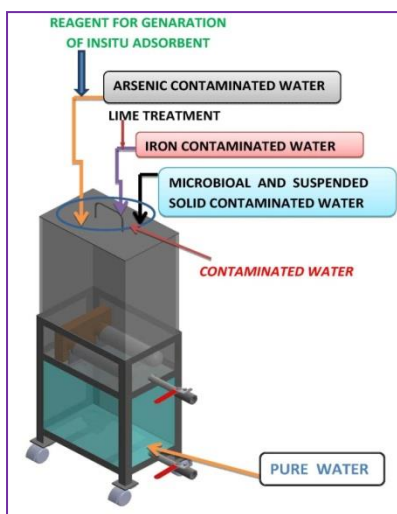 REAGENT FOR GENARATION
OF INSITU ADSORBENT
ARSENIC CONTAMINATED WATER
LIME TREATMENT
IRON CONTAMINATED WATER
MICROBIOAL AND SUSPENDED
SOLID CONTAMINATED WATER
CONTAMINATED WATER
PURE WATER